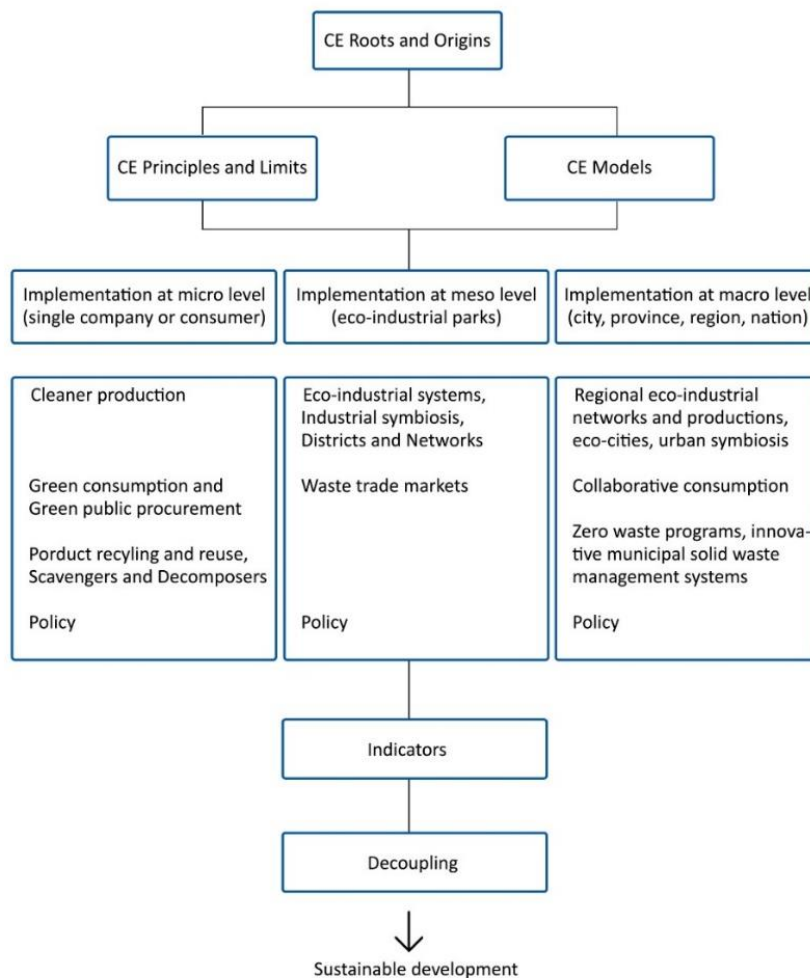 CE Roots and Origins
CE Principles and Limits
CE Models
Implementation at micro level
(single company or consumer)
Implementation at meso level
(eco-industrial parks)
Implementation at macro level
(city, province, region, nation)
Cleaner production
Green consumption and
Green public procurement
Porduct recyling and reuse,
Scavengers and Decomposers
Policy
Eco-industrial systems,
Industrial symbiosis,
Districts and Networks
Waste trade markets
Policy
Regional eco-industrial
networks and productions,
eco-cities, urban symbiosis
Collaborative consumption
Zero waste programs, innova-
tive municipal solid waste
management systems
Policy
Indicators
Decoupling
Sustainable development